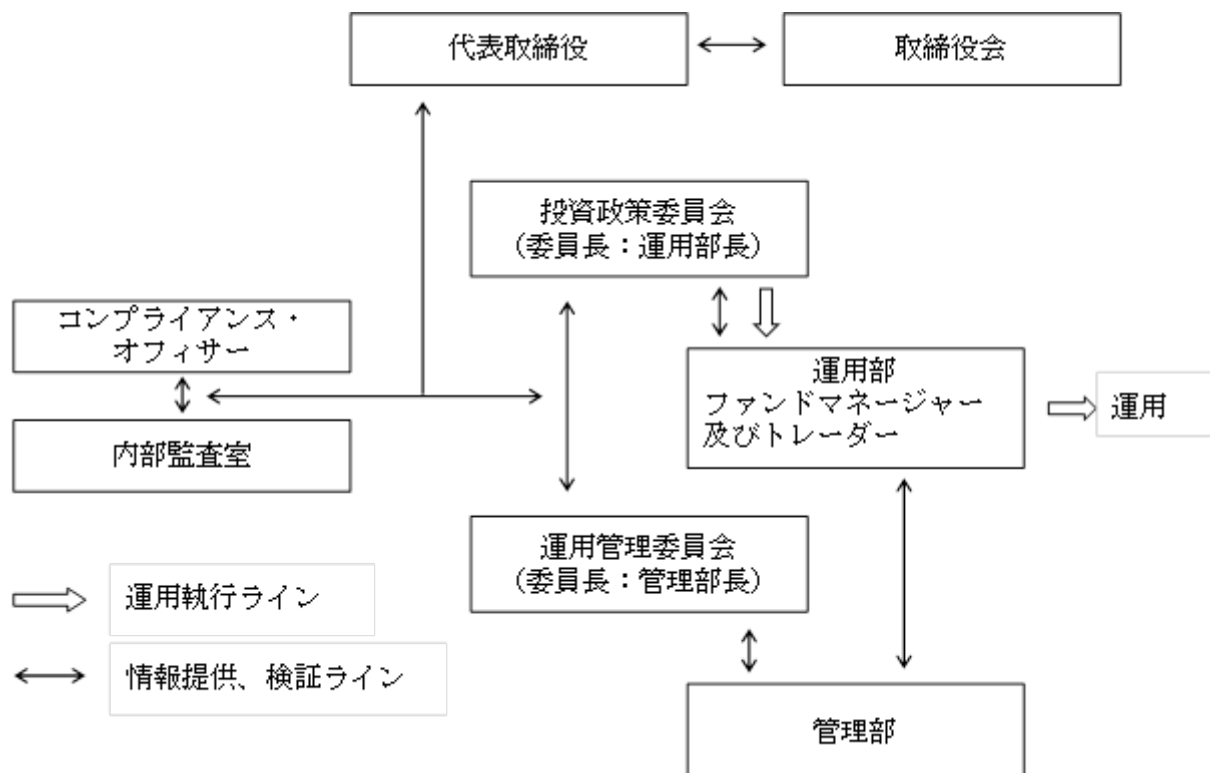 代表取締役
取締役会
投資政策委員会
（委員長：運用部長）
コンプライアンス・
オフィサー
運用部
ファンドマネージャー
及びトレーダー
運用
内部監査室
運用管理委員会
（委員長：管理部長）
運用執行ライン
情報提供、検証ライン
管理部